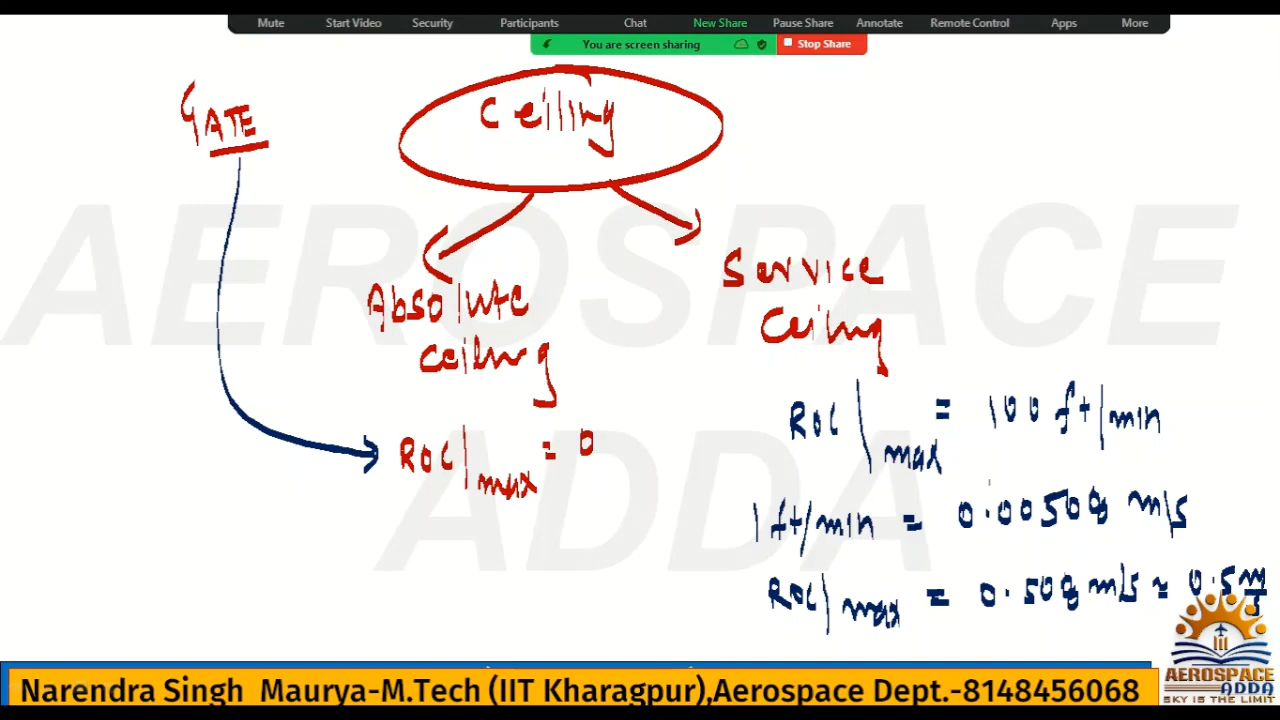 Mute Start Video Security Participants Chat New Share Pause Share Annotate Remote Control Apps More
You are screen sharing Stop Share
GATE
Ceiling
Absolute
Ceiling
Service
Ceiling
ROC|max = 0
ROC|max = 100 ft/min
1 ft/min = 0.00508 m/s
ROC|max = 0.508 m/s ≈ 0.5 m/s
AEROSPACE
ADDA
AEROSPACE
ADDA
SKY IS THE LIMIT
Narendra Singh Maurya-M.Tech (IIT Kharagpur),Aerospace Dept.-8148456068